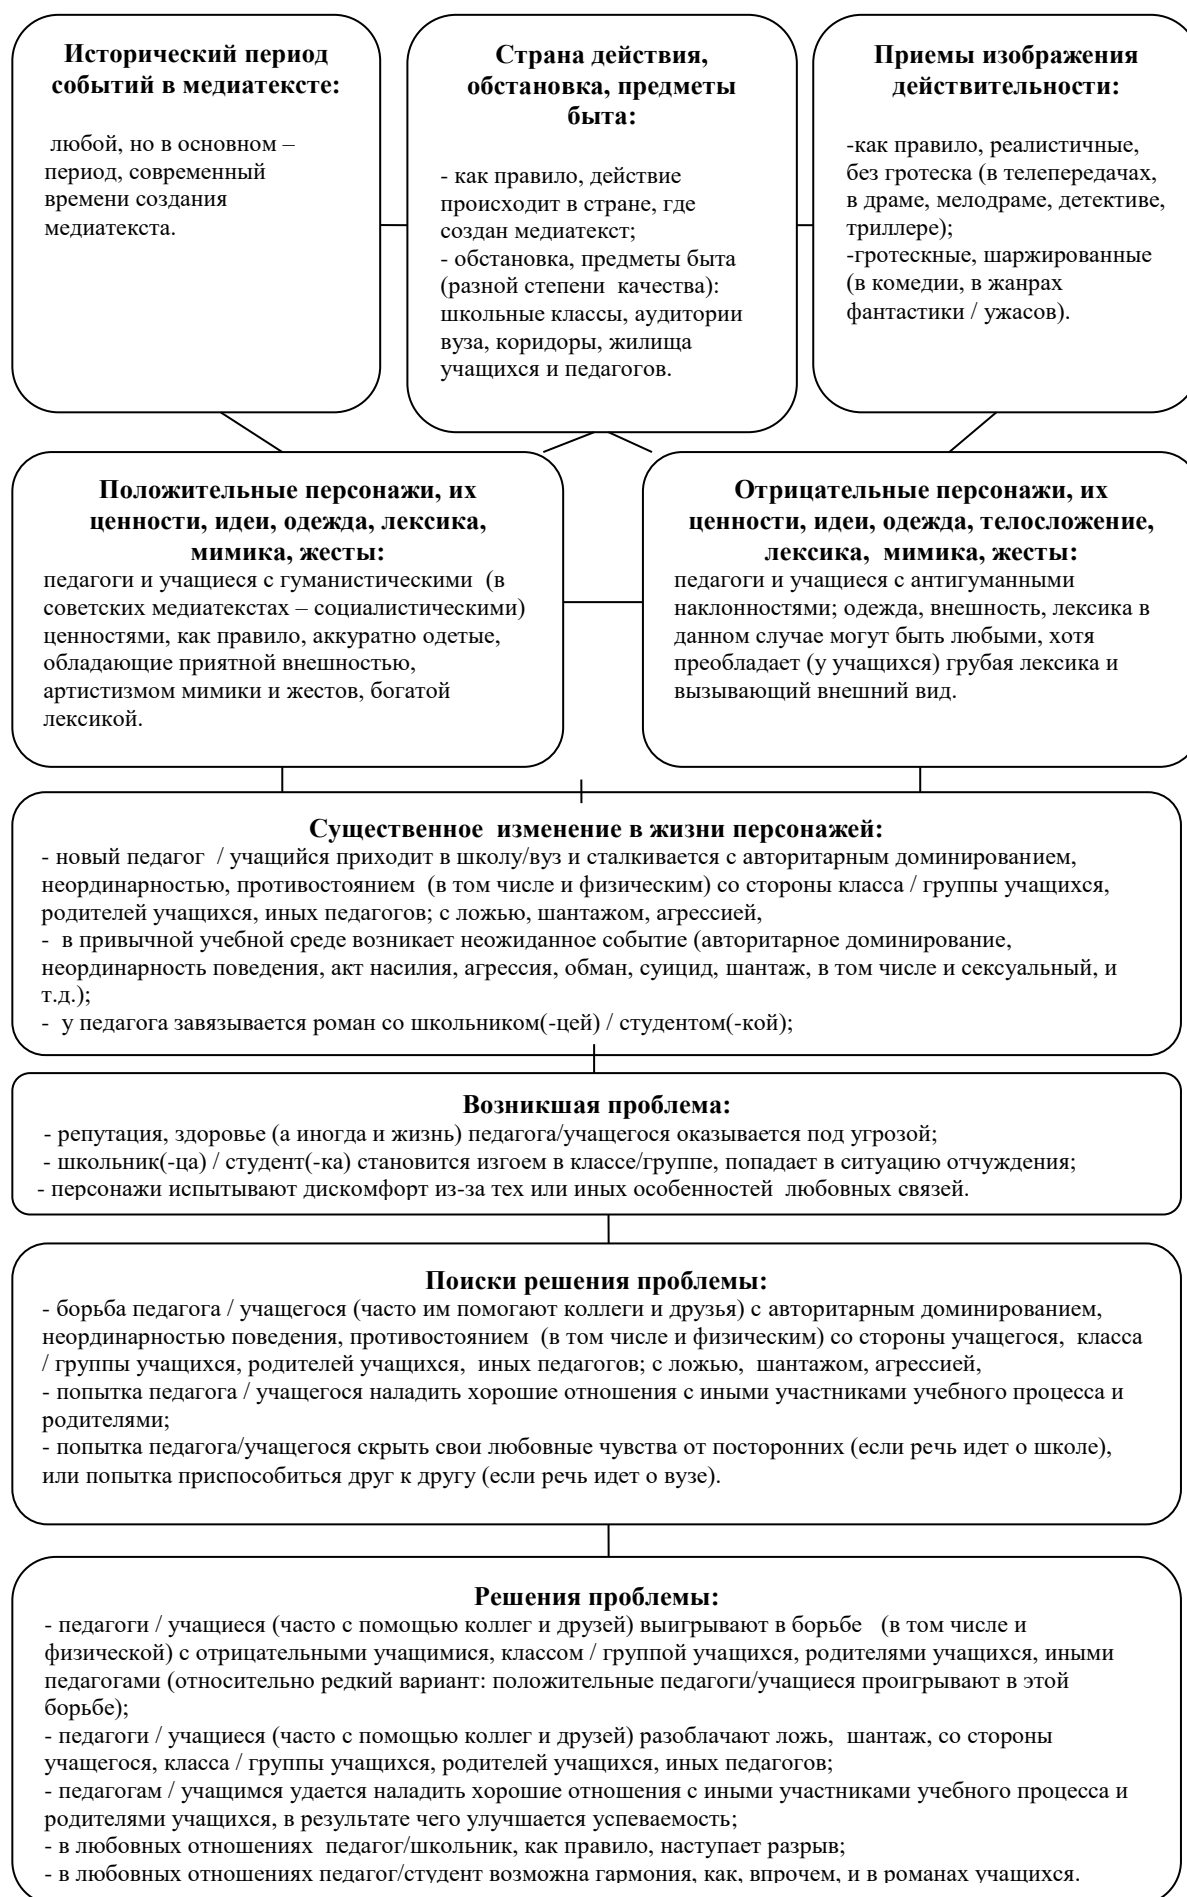 Исторический период
событий в медиатексте:
любой, но в основном –
период, современный
времени создания
медиатекста.
Страна действия,
обстановка, предметы
быта:
- как правило, действие
происходит в стране, где
создан медиатекст;
- обстановка, предметы быта
(разной степени качества):
школьные классы, аудитории
вуза, коридоры, жилища
учащихся и педагогов.
Приемы изображения
действительности:
-как правило, реалистичные,
без гротеска (в телепередачах,
в драме, мелодраме, детективе,
триллере);
-гротескные, шаржированные
(в комедии, в жанрах
фантастики / ужасов).
Положительные персонажи, их
ценности, идеи, одежда, лексика,
мимика, жесты:
педагоги и учащиеся с гуманистическими (в
советских медиатекстах – социалистическими)
ценностями, как правило, аккуратно одетые,
обладающие приятной внешностью,
артистизмом мимики и жестов, богатой
лексикой.
Отрицательные персонажи, их
ценности, идеи, одежда, телосложение,
лексика, мимика, жесты:
педагоги и учащиеся с антигуманными
наклонностями; одежда, внешность, лексика в
данном случае могут быть любыми, хотя
преобладает (у учащихся) грубая лексика и
вызывающий внешний вид.
Существенное изменение в жизни персонажей:
- новый педагог / учащийся приходит в школу/вуз и сталкивается с авторитарным доминированием,
неординарностью, противостоянием (в том числе и физическим) со стороны класса / группы учащихся,
родителей учащихся, иных педагогов; с ложью, шантажом, агрессией,
- в привычной учебной среде возникает неожиданное событие (авторитарное доминирование,
неординарность поведения, акт насилия, агрессия, обман, суицид, шантаж, в том числе и сексуальный, и
т.д.);
- у педагога завязывается роман со школьником(-цей) / студентом(-кой);
Возникшая проблема:
- репутация, здоровье (а иногда и жизнь) педагога/учащегося оказывается под угрозой;
- школьник(-ца) / студент(-ка) становится изгоем в классе/группе, попадает в ситуацию отчуждения;
- персонажи испытывают дискомфорт из-за тех или иных особенностей любовных связей.
Поиски решения проблемы:
- борьба педагога / учащегося (часто им помогают коллеги и друзья) с авторитарным доминированием,
неординарностью поведения, противостоянием (в том числе и физическим) со стороны учащегося, класса
/ группы учащихся, родителей учащихся, иных педагогов; с ложью, шантажом, агрессией,
- попытка педагога / учащегося наладить хорошие отношения с иными участниками учебного процесса и
родителями;
- попытка педагога/учащегося скрыть свои любовные чувства от посторонних (если речь идет о школе),
или попытка приспособиться друг к другу (если речь идет о вузе).
Решения проблемы:
- педагоги / учащиеся (часто с помощью коллег и друзей) выигрывают в борьбе (в том числе и
физической) с отрицательными учащимися, классом / группой учащихся, родителями учащихся, иными
педагогами (относительно редкий вариант: положительные педагоги/учащиеся проигрывают в этой
борьбе);
- педагоги / учащиеся (часто с помощью коллег и друзей) разоблачают ложь, шантаж, со стороны
учащегося, класса / группы учащихся, родителей учащихся, иных педагогов;
- педагогам / учащимся удается наладить хорошие отношения с иными участниками учебного процесса и
родителями учащихся, в результате чего улучшается успеваемость;
- в любовных отношениях педагог/школьник, как правило, наступает разрыв;
- в любовных отношениях педагог/студент возможна гармония, как, впрочем, и в романах учащихся.